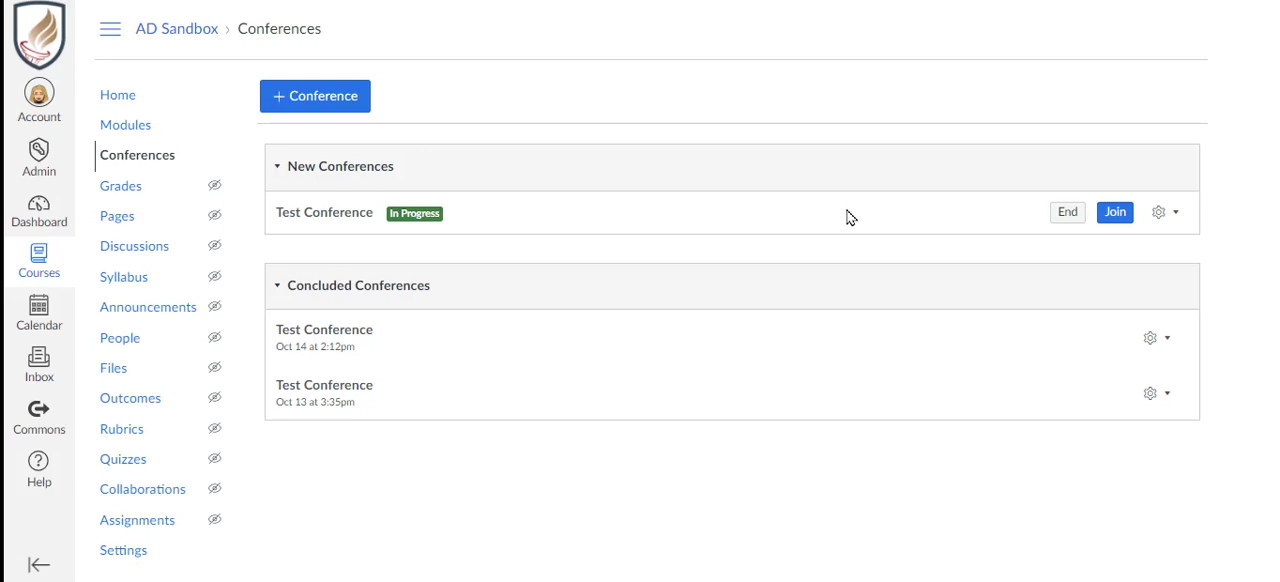 AD Sandbox › Conferences
Account
Admin
Dashboard
Courses
Calendar
Inbox
Commons
Help
Home
Modules
Conferences
Grades
Pages
Discussions
Syllabus
Announcements
People
Files
Outcomes
Rubrics
Quizzes
Collaborations
Assignments
Settings
+ Conference
New Conferences
Test Conference In Progress End Join
Concluded Conferences
Test Conference
Oct 14 at 2:12pm
Test Conference
Oct 13 at 3:35pm